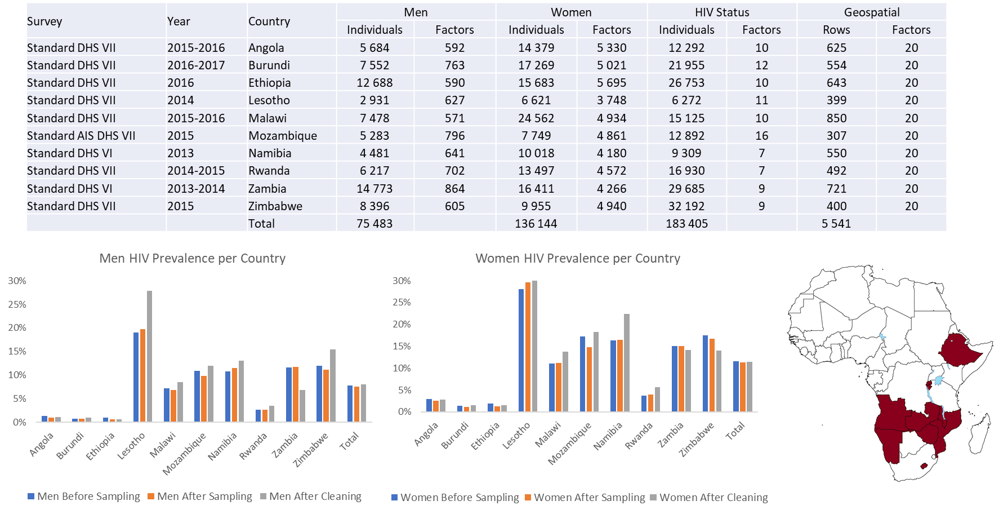 Men Women HIV Status Geospatial
Survey Year Country
Individuals Factors Individuals Factors Individuals Factors Rows Factors
Standard DHS VII 2015-2016 Angola 5 684 592 14 379 5 330 12 292 10 625 20
Standard DHS VII 2016-2017 Burundi 7 552 763 17 269 5 021 21 955 12 554 20
Standard DHS VII 2016 Ethiopia 12 688 590 15 683 5 695 26 753 10 643 20
Standard DHS VII 2014 Lesotho 2 931 627 6 621 3 748 6 272 11 399 20
Standard DHS VII 2015-2016 Malawi 7 478 571 24 562 4 934 15 125 10 850 20
Standard AIS DHS VII 2015 Mozambique 5 283 796 7 749 4 861 12 892 16 307 20
Standard DHS VI 2013 Namibia 4 481 641 10 018 4 180 9 309 7 550 20
Standard DHS VII 2014-2015 Rwanda 6 217 702 13 497 4 572 16 930 7 492 20
Standard DHS VI 2013-2014 Zambia 14 773 864 16 411 4 266 29 685 9 721 20
Standard DHS VII 2015 Zimbabwe 8 396 605 9 955 4 940 32 192 9 400 20
Total 75 483 136 144 183 405 5 541
Men HIV Prevalence per Country
30%
25%
20%
15%
10%
5%
0%
Angola Burundi Ethiopia Lesotho Malawi Mozambique Namibia Rwanda Zambia Zimbabwe Total
Men Before Sampling Men After Sampling Men After Cleaning
Women HIV Prevalence per Country
30%
25%
20%
15%
10%
5%
0%
Angola Burundi Ethiopia Lesotho Malawi Mozambique Namibia Rwanda Zambia Zimbabwe Total
Women Before Sampling Women After Sampling Women After Cleaning